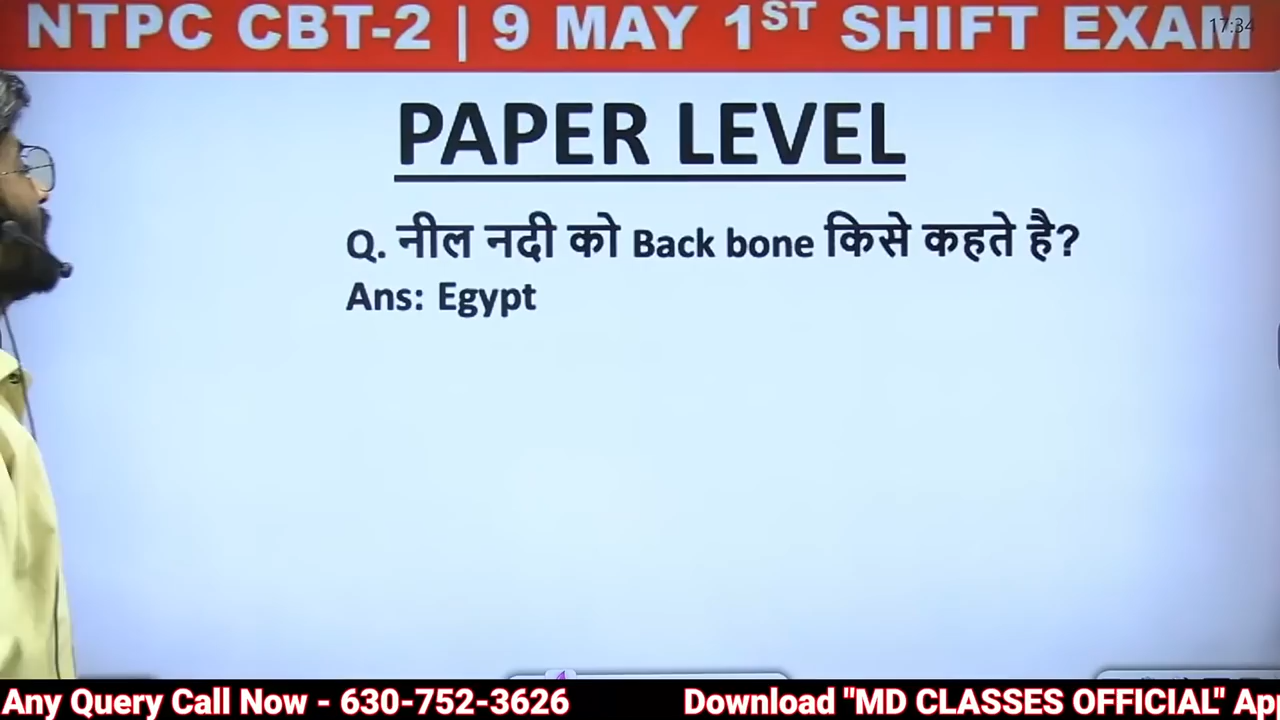 NTPC CBT-2 | 9 MAY 1ST SHIFT EXAM
17:34
PAPER LEVEL
Q. नील नदी को Back bone किसे कहते है?
Ans: Egypt
Any Query Call Now - 630-752-3626 Download "MD CLASSES OFFICIAL" Ap